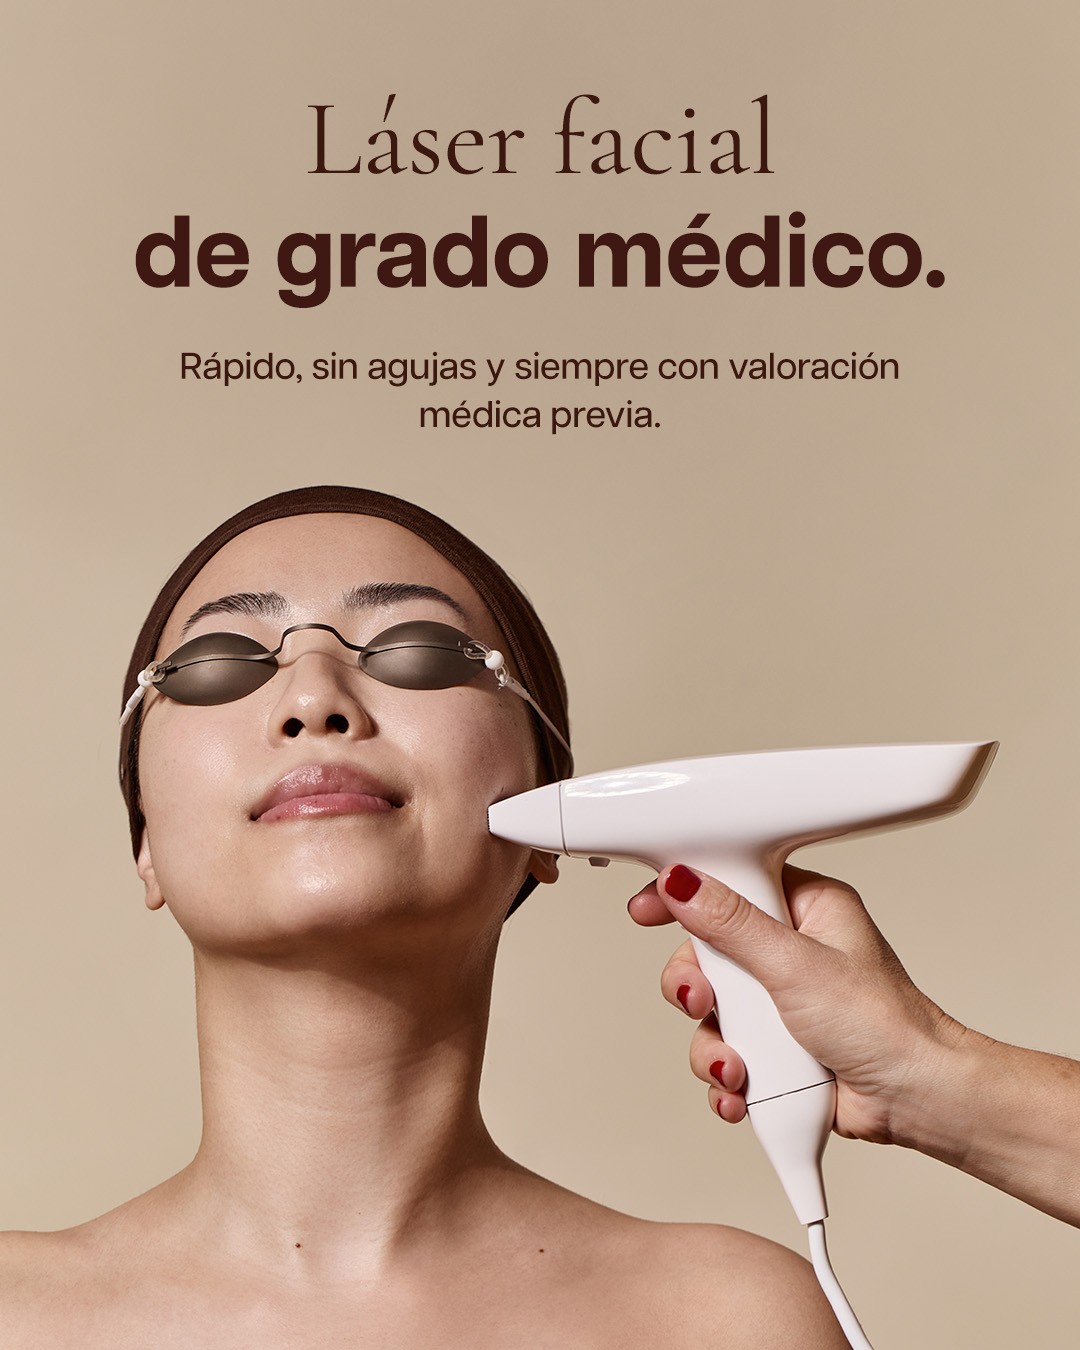 Láser facial
de grado médico.
Rápido, sin agujas y siempre con valoración
médica previa.